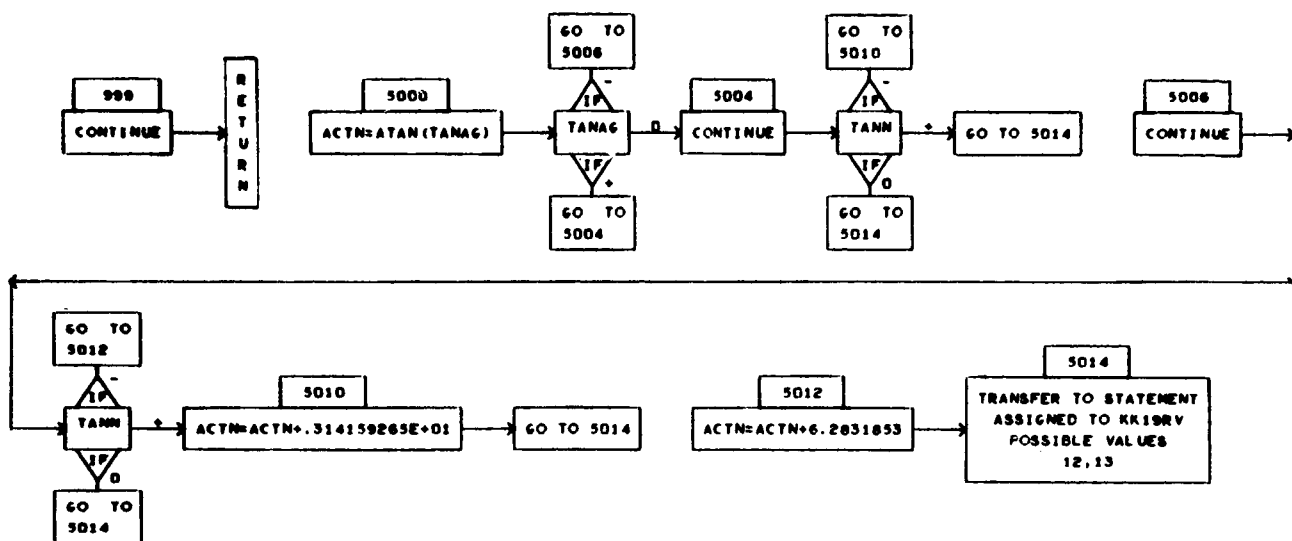 999
CONTINUE
RETURN
5000
ACTN=ATAN(TANAG)
GO TO
5006
-
IF
TANAG
0
IF
+
GO TO
5004
5004
CONTINUE
GO TO
5010
-
IF
TANN
+
IF
0
GO TO
5014
GO TO 5014
5006
CONTINUE
GO TO
5012
-
IF
TANN
+
IF
0
GO TO
5014
5010
ACTN=ACTN+.314159265E+01
GO TO 5014
5012
ACTN=ACTN+6.2831853
5014
TRANSFER TO STATEMENT
ASSIGNED TO KK19RV
POSSIBLE VALUES
12,13